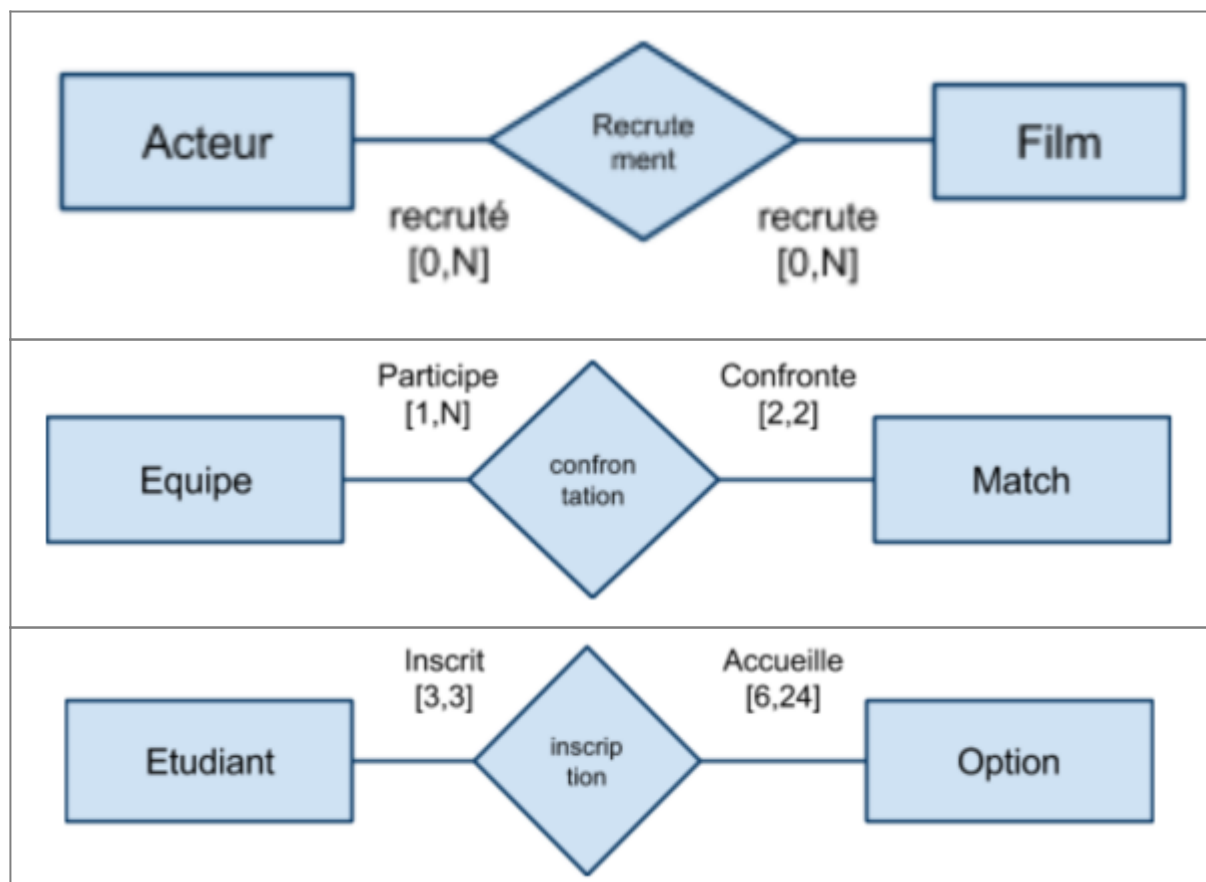 Acteur
Recrute
ment
Film
recruté
[0,N]
recrute
[0,N]
Participe
[1,N]
Confronte
[2,2]
Equipe
confron
tation
Match
Inscrit
[3,3]
Accueille
[6,24]
Etudiant
inscrip
tion
Option